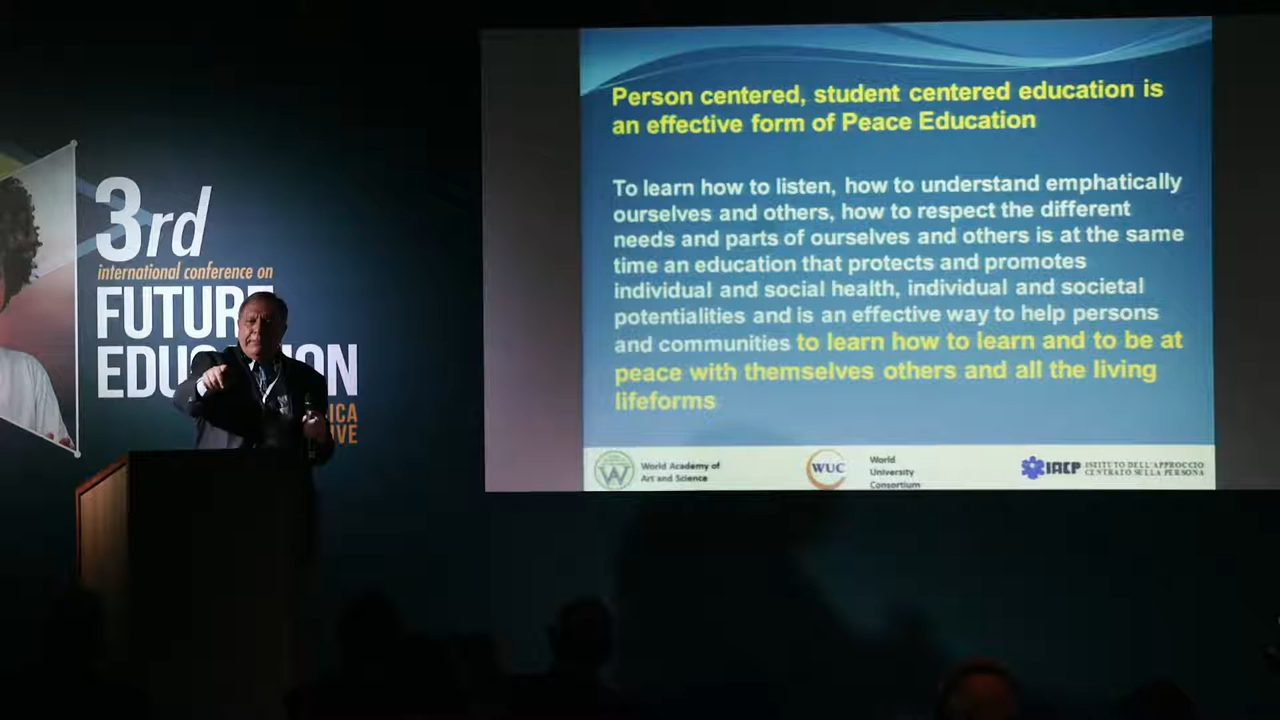 3rd
international conference on
FUTURE
EDUCATION
Person centered, student centered education is
an effective form of Peace Education
To learn how to listen, how to understand emphatically
ourselves and others, how to respect the different
needs and parts of ourselves and others is at the same
time an education that protects and promotes
individual and social health, individual and societal
potentialities and is an effective way to help persons
and communities to learn how to learn and to be at
peace with themselves others and all the living
lifeforms
W
World Academy of
Art and Science
WUC
World
University
Consortium
IACP
ISTITUTO DELL'APPROCCIO
CENTRATO SULLA PERSONA